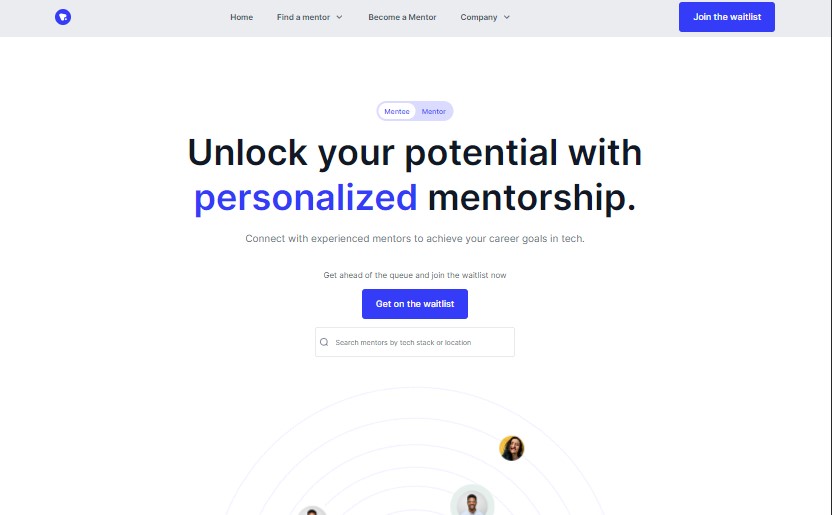 Home Find a mentor Become a Mentor Company Join the waitlist
Mentee Mentor
Unlock your potential with
personalized mentorship.
Connect with experienced mentors to achieve your career goals in tech.
Get ahead of the queue and join the waitlist now
Get on the waitlist
Search mentors by tech stack or location